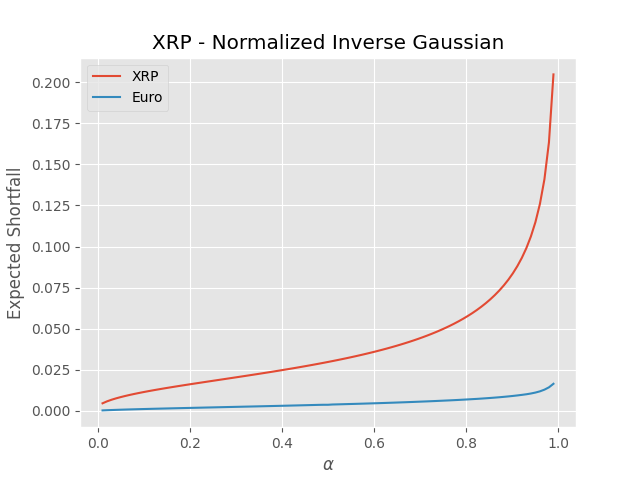 XRP - Normalized Inverse Gaussian
XRP
Euro
Expected Shortfall
0.200
0.175
0.150
0.125
0.100
0.075
0.050
0.025
0.000
0.0 0.2 0.4 0.6 0.8 1.0
α